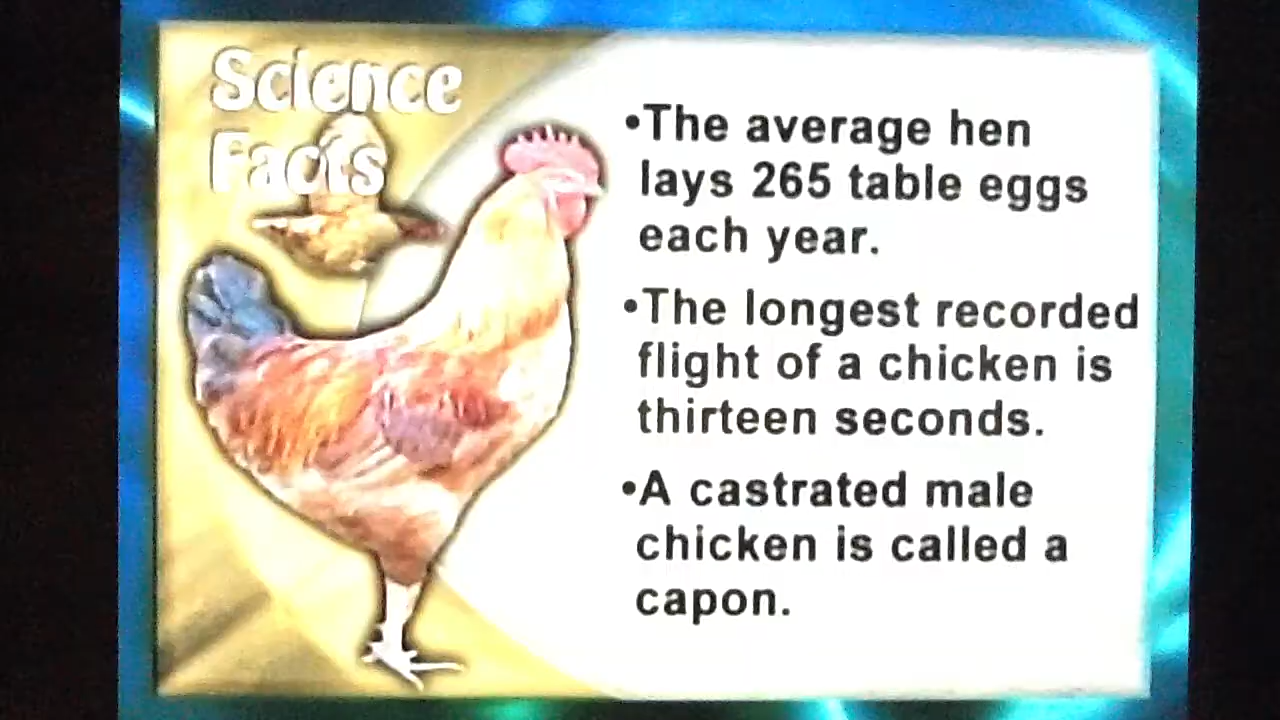 Science
Facts
•The average hen
lays 265 table eggs
each year.
•The longest recorded
flight of a chicken is
thirteen seconds.
•A castrated male
chicken is called a
capon.